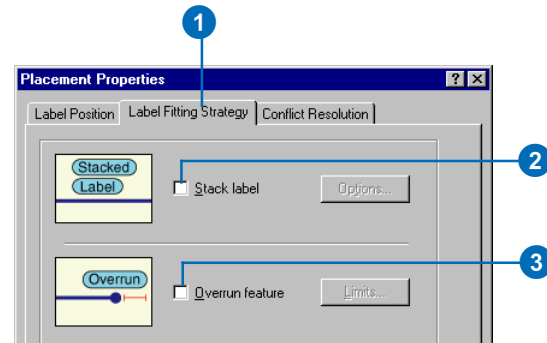 1
Placement Properties
Label Position Label Fitting Strategy Conflict Resolution
2
Stacked
Label
Stack label Options...
3
Overrun
Overrun feature Limits...